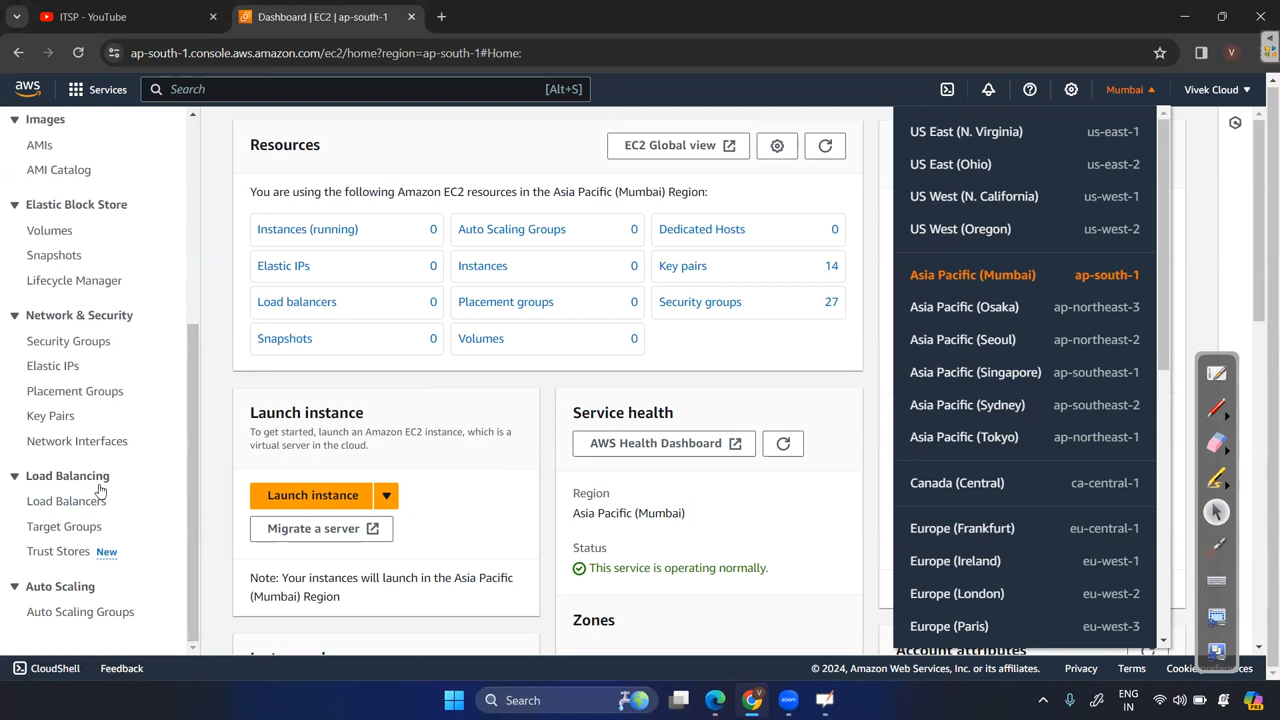 ITSP - YouTube
Dashboard | EC2 | ap-south-1
ap-south-1.console.aws.amazon.com/ec2/home?region=ap-south-1#Home:
aws Services Search [Alt+S] Mumbai Vivek Cloud
Images
AMIs
AMI Catalog
Elastic Block Store
Volumes
Snapshots
Lifecycle Manager
Network & Security
Security Groups
Elastic IPs
Placement Groups
Key Pairs
Network Interfaces
Load Balancing
Load Balancers
Target Groups
Trust Stores New
Auto Scaling
Auto Scaling Groups
Resources
EC2 Global view
You are using the following Amazon EC2 resources in the Asia Pacific (Mumbai) Region:
Instances (running) 0 Auto Scaling Groups 0 Dedicated Hosts 0
Elastic IPs 0 Instances 0 Key pairs 14
Load balancers 0 Placement groups 0 Security groups 27
Snapshots 0 Volumes 0
Launch instance
To get started, launch an Amazon EC2 instance, which is a
virtual server in the cloud.
Launch instance
Migrate a server
Note: Your instances will launch in the Asia Pacific
(Mumbai) Region
Service health
AWS Health Dashboard
Region
Asia Pacific (Mumbai)
Status
This service is operating normally.
Zones
US East (N. Virginia) us-east-1
US East (Ohio) us-east-2
US West (N. California) us-west-1
US West (Oregon) us-west-2
Asia Pacific (Mumbai) ap-south-1
Asia Pacific (Osaka) ap-northeast-3
Asia Pacific (Seoul) ap-northeast-2
Asia Pacific (Singapore) ap-southeast-1
Asia Pacific (Sydney) ap-southeast-2
Asia Pacific (Tokyo) ap-northeast-1
Canada (Central) ca-central-1
Europe (Frankfurt) eu-central-1
Europe (Ireland) eu-west-1
Europe (London) eu-west-2
Europe (Paris) eu-west-3
Account attributes
CloudShell Feedback © 2024, Amazon Web Services, Inc. or its affiliates. Privacy Terms Cookie preferences
Search zoom ENG
IN